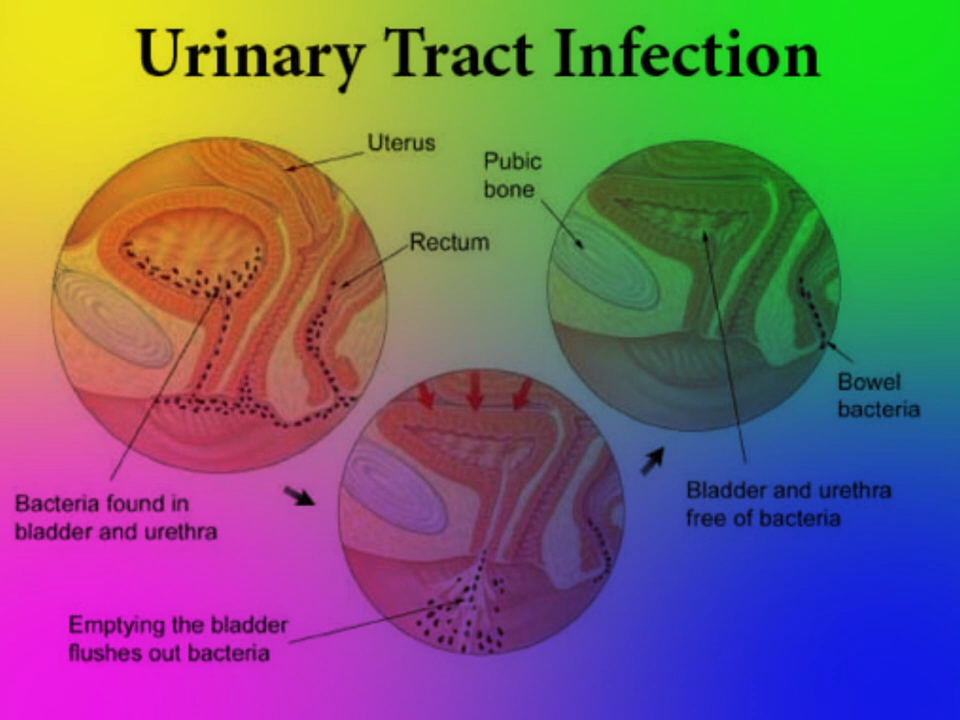 Urinary Tract Infection
Uterus
Pubic
bone
Rectum
Bowel
bacteria
Bacteria found in
bladder and urethra
Bladder and urethra
free of bacteria
Emptying the bladder
flushes out bacteria